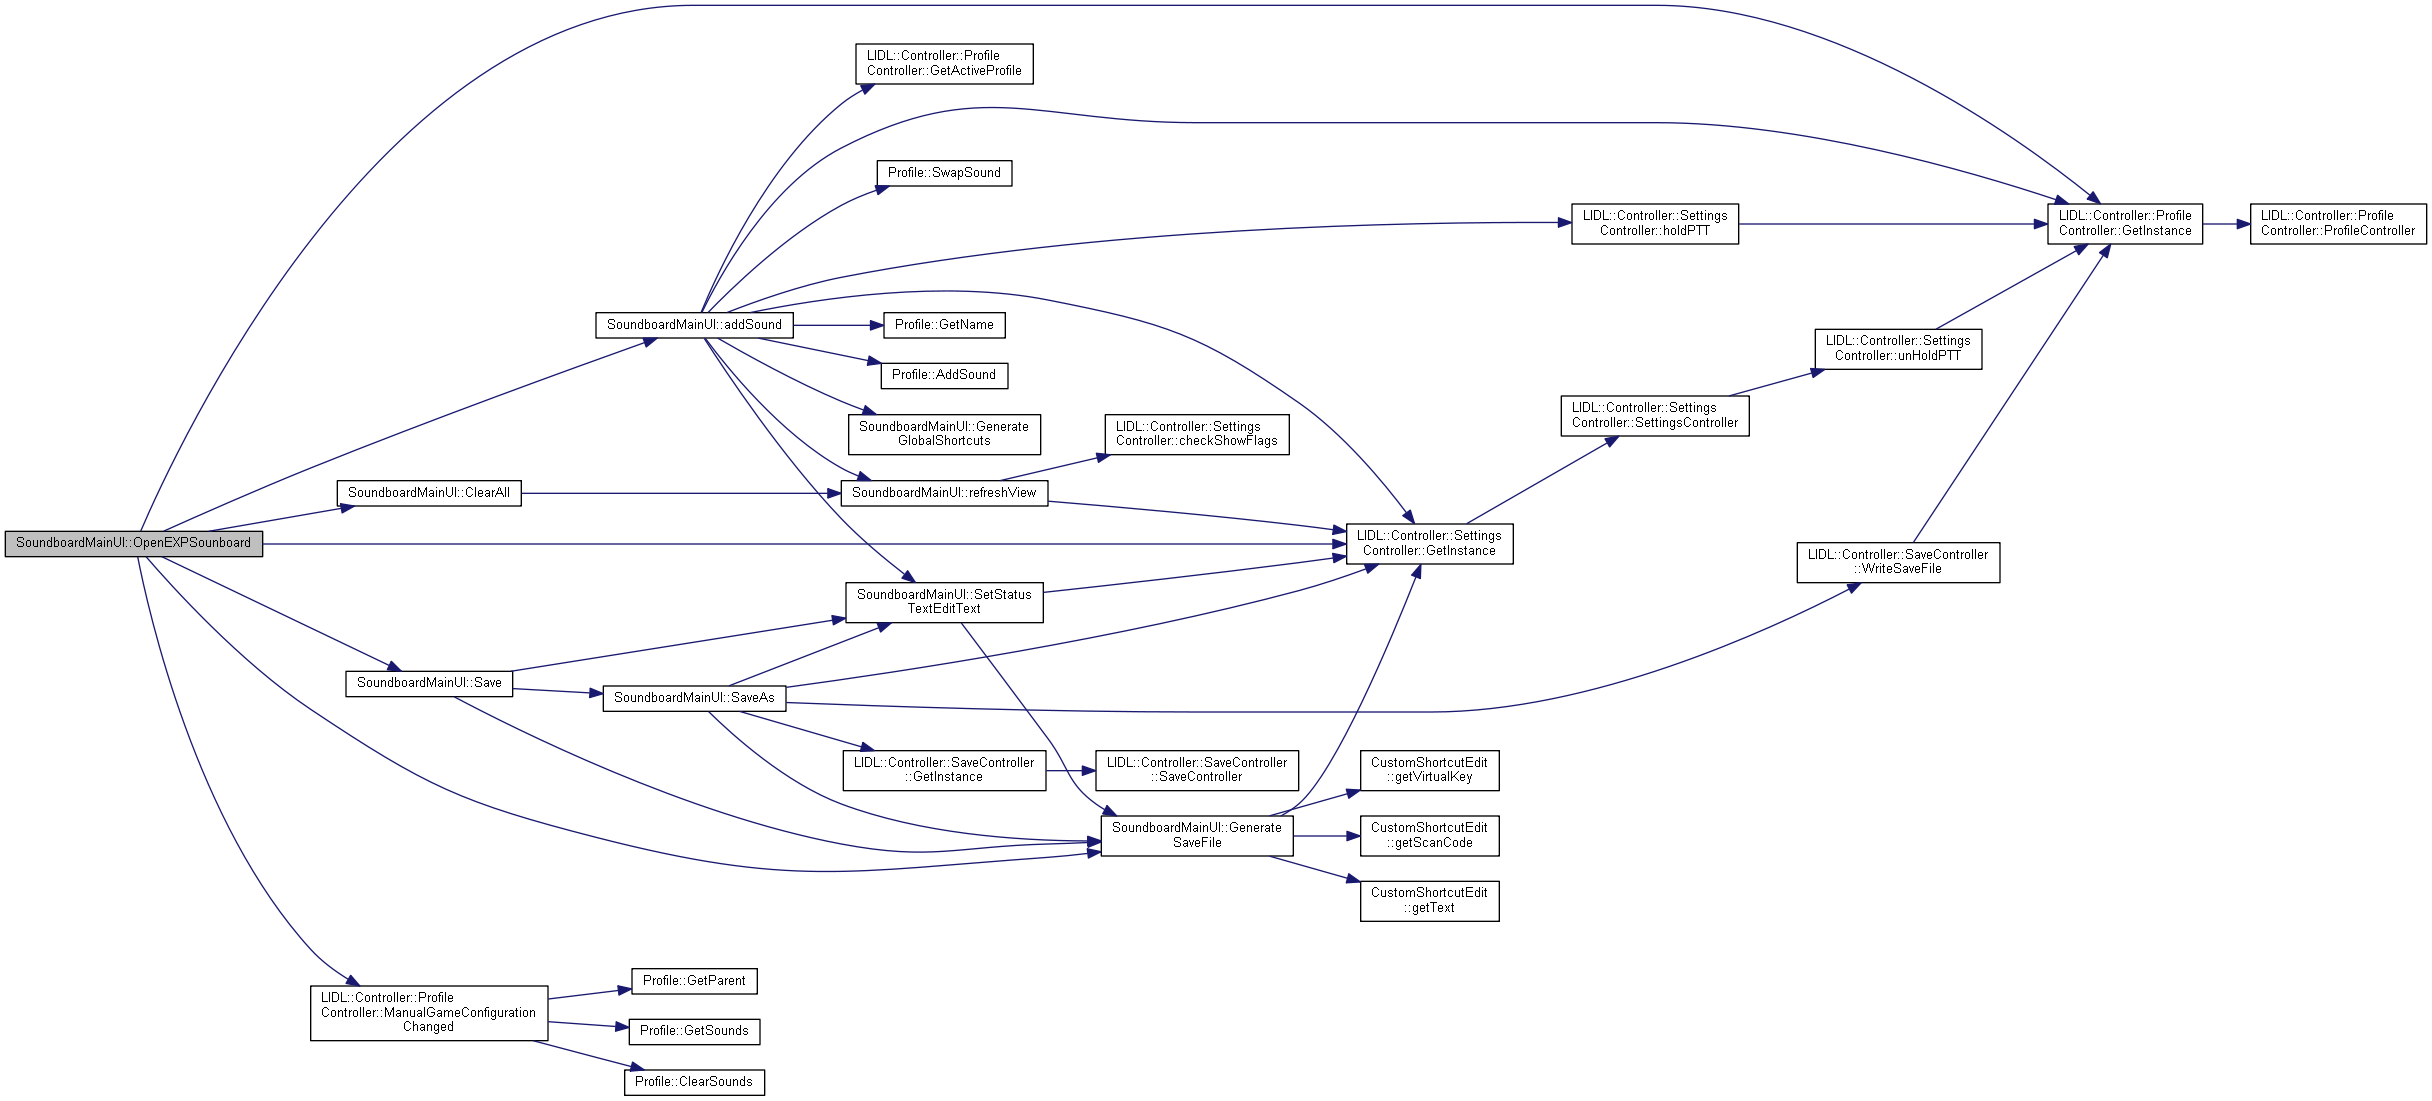 LIDL::Controller::Profile
Controller::GetActiveProfile
Profile::SwapSound
LIDL::Controller::Settings
Controller::holdPTT
LIDL::Controller::Profile
Controller::GetInstance
LIDL::Controller::Profile
Controller::ProfileController
SoundboardMainUI::addSound
Profile::GetName
LIDL::Controller::Settings
Controller::unHoldPTT
Profile::AddSound
LIDL::Controller::Settings
Controller::SettingsController
SoundboardMainUI::Generate
GlobalShortcuts
LIDL::Controller::Settings
Controller::checkShowFlags
SoundboardMainUI::ClearAll
SoundboardMainUI::refreshView
SoundboardMainUI::OpenEXPSounboard
LIDL::Controller::Settings
Controller::GetInstance
LIDL::Controller::SaveController
::WriteSaveFile
SoundboardMainUI::SetStatus
TextEditText
SoundboardMainUI::Save
SoundboardMainUI::SaveAs
LIDL::Controller::SaveController
::GetInstance
LIDL::Controller::SaveController
::SaveController
CustomShortcutEdit
::getVirtualKey
SoundboardMainUI::Generate
SaveFile
CustomShortcutEdit
::getScanCode
CustomShortcutEdit
::getText
LIDL::Controller::Profile
Controller::ManualGameConfiguration
Changed
Profile::GetParent
Profile::GetSounds
Profile::ClearSounds